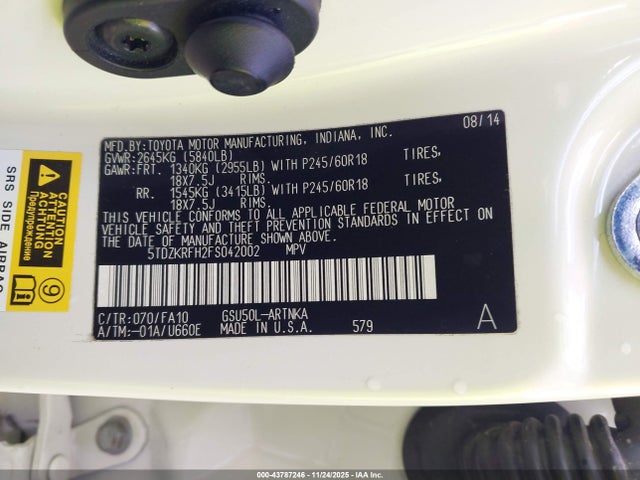 MFD.BY:TOYOTA MOTOR MANUFACTURING, INDIANA, INC. 08/14
GVWR:2645KG (5840LB)
GAWR:FRT. 1340KG (2955LB) WITH P245/60R18 TIRES,
18X7.5J RIMS.
RR. 1545KG (3415LB) WITH P245/60R18 TIRES,
18X7.5J RIMS.
THIS VEHICLE CONFORMS TO ALL APPLICABLE FEDERAL MOTOR
VEHICLE SAFETY AND THEFT PREVENTION STANDARDS IN EFFECT ON
THE DATE OF MANUFACTURE SHOWN ABOVE.
5TDZKRFH2FS042002 MPV
C/TR:070/FA10 GSU50L-ARTNKA
A/TM:-01A/U660E MADE IN U.S.A. 579 A
SRS SIDE AIRBAG
CAUTION
ATTENTION
ACHTUNG
Предупреждение
9
000-43787246 - 11/24/2025 - IAA Inc.